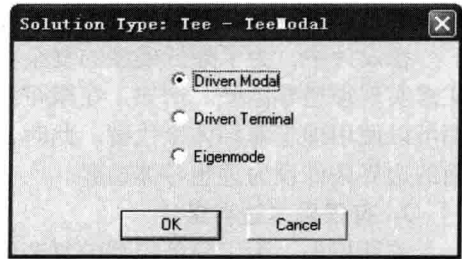 Solution Type: Tee - TeeModal
Driven Modal
Driven Terminal
Eigenmode
OK
Cancel